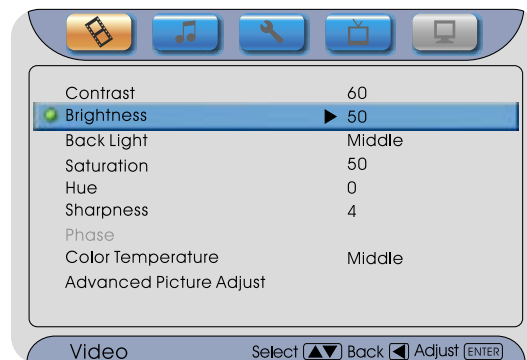 Contrast 60
Brightness ▶ 50
Back Light Middle
Saturation 50
Hue 0
Sharpness 4
Phase
Color Temperature Middle
Advanced Picture Adjust
Video Select ▲▼ Back ◀ Adjust ENTER